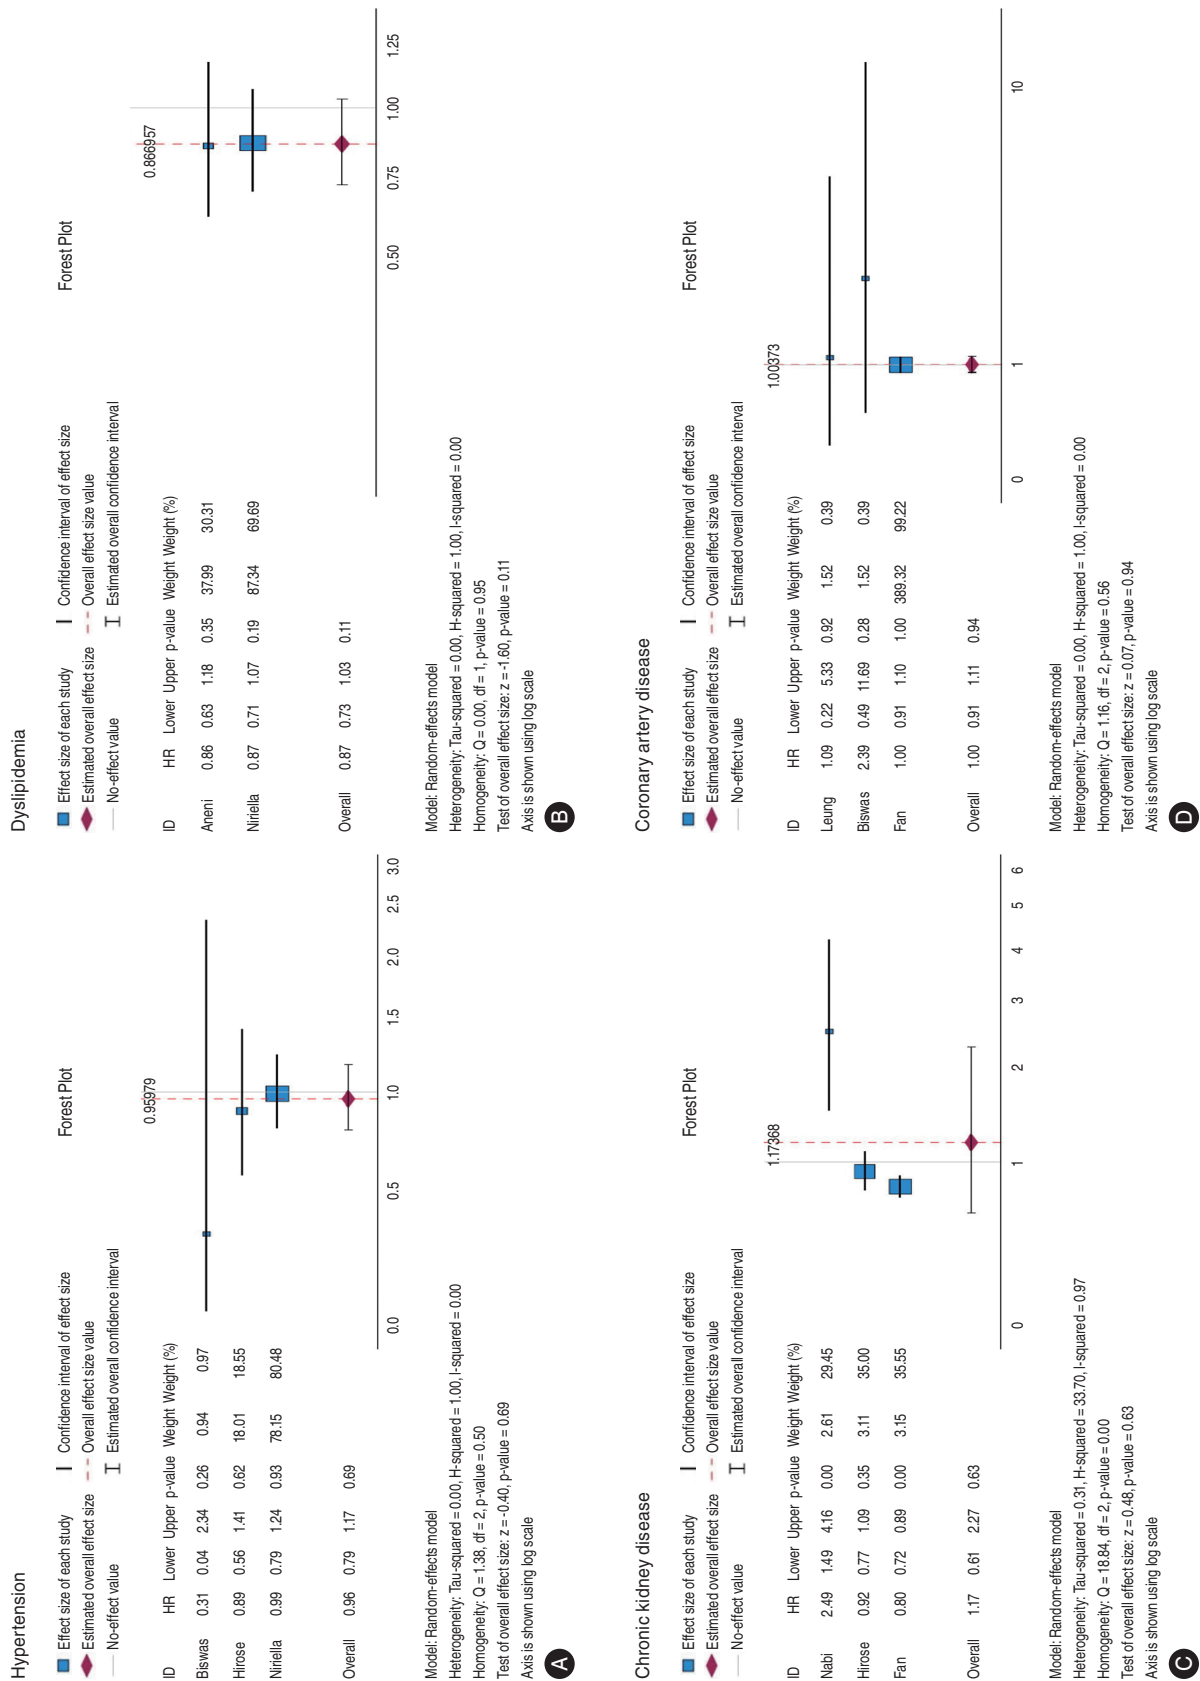 Hypertension
Effect size of each study Confidence interval of effect size
Estimated overall effect size Overall effect size value
No-effect value Estimated overall confidence interval
Forest Plot
ID HR Lower Upper p-value Weight Weight (%)
Biswas 0.31 0.04 2.34 0.26 0.94 0.97
Hirose 0.89 0.56 1.41 0.62 18.01 18.55
Niriella 0.99 0.79 1.24 0.93 78.15 80.48
Overall 0.96 0.79 1.17 0.69
0.95979
0.0 0.5 1.0 1.5 2.0 2.5 3.0
Model: Random-effects model
Heterogeneity: Tau-squared = 0.00, H-squared = 1.00, I-squared = 0.00
Homogeneity: Q = 1.38, df = 2, p-value = 0.50
Test of overall effect size: z = -0.40, p-value = 0.69
Axis is shown using log scale
A
Dyslipidemia
Effect size of each study Confidence interval of effect size
Estimated overall effect size Overall effect size value
No-effect value Estimated overall confidence interval
Forest Plot
ID HR Lower Upper p-value Weight Weight (%)
Aneni 0.86 0.63 1.18 0.35 37.99 30.31
Niriella 0.87 0.71 1.07 0.19 87.34 69.69
Overall 0.87 0.73 1.03 0.11
0.866957
0.50 0.75 1.00 1.25
Model: Random-effects model
Heterogeneity: Tau-squared = 0.00, H-squared = 1.00, I-squared = 0.00
Homogeneity: Q = 0.00, df = 1, p-value = 0.95
Test of overall effect size: z = -1.60, p-value = 0.11
Axis is shown using log scale
B
Chronic kidney disease
Effect size of each study Confidence interval of effect size
Estimated overall effect size Overall effect size value
No-effect value Estimated overall confidence interval
Forest Plot
ID HR Lower Upper p-value Weight Weight (%)
Nabi 2.49 1.49 4.16 0.00 2.61 29.45
Hirose 0.92 0.77 1.09 0.35 3.11 35.00
Fan 0.80 0.72 0.89 0.00 3.15 35.55
Overall 1.17 0.61 2.27 0.63
1.17368
0 1 2 3 4 5 6
Model: Random-effects model
Heterogeneity: Tau-squared = 0.31, H-squared = 33.70, I-squared = 0.97
Homogeneity: Q = 18.84, df = 2, p-value = 0.00
Test of overall effect size: z = 0.48, p-value = 0.63
Axis is shown using log scale
C
Coronary artery disease
Effect size of each study Confidence interval of effect size
Estimated overall effect size Overall effect size value
No-effect value Estimated overall confidence interval
Forest Plot
ID HR Lower Upper p-value Weight Weight (%)
Leung 1.09 0.22 5.33 0.92 1.52 0.39
Biswas 2.39 0.49 11.69 0.28 1.52 0.39
Fan 1.00 0.91 1.10 1.00 389.32 99.22
Overall 1.00 0.91 1.11 0.94
1.00373
0 1 10
Model: Random-effects model
Heterogeneity: Tau-squared = 0.00, H-squared = 1.00, I-squared = 0.00
Homogeneity: Q = 1.16, df = 2, p-value = 0.56
Test of overall effect size: z = 0.07, p-value = 0.94
Axis is shown using log scale
D